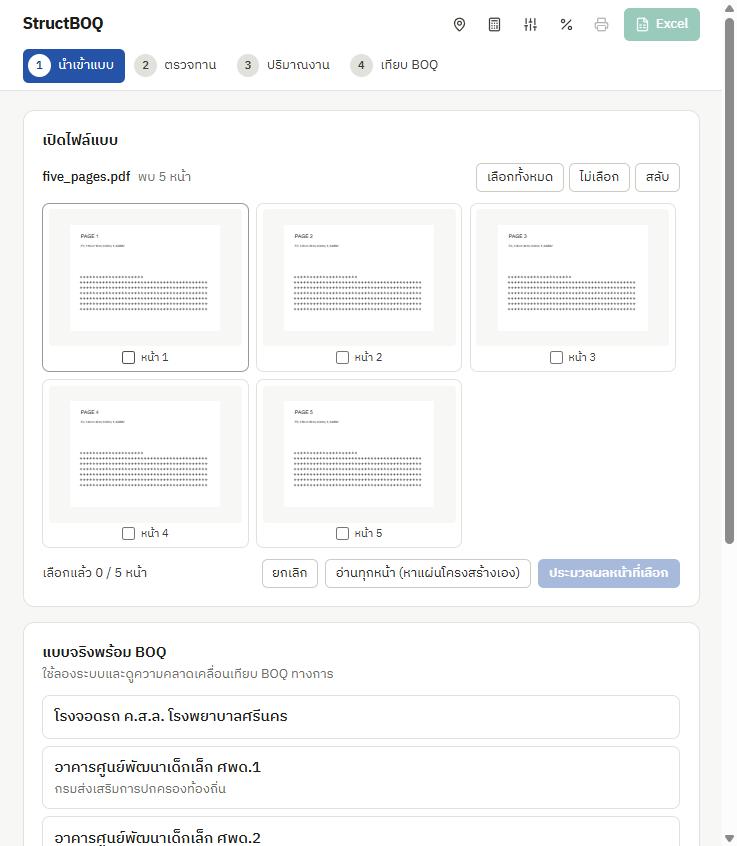 StructBOQ
Excel
1 นำเข้าแบบ
2 ตรวจทาน
3 ปริมาณงาน
4 เทียบ BOQ
เปิดไฟล์แบบ
five_pages.pdf พบ 5 หน้า
เลือกทั้งหมด
ไม่เลือก
สลับ
PAGE 1
PAGE 2
PAGE 3
หน้า 1
หน้า 2
หน้า 3
PAGE 4
PAGE 5
หน้า 4
หน้า 5
เลือกแล้ว 0 / 5 หน้า
ยกเลิก
อ่านทุกหน้า (หาแผ่นโครงสร้างเอง)
ประมวลผลหน้าที่เลือก
แบบจริงพร้อม BOQ
ใช้ลองระบบและดูความคลาดเคลื่อนเทียบ BOQ ทางการ
โรงจอดรถ ค.ส.ล. โรงพยาบาลศรีนคร
อาคารศูนย์พัฒนาเด็กเล็ก ศพด.1
กรมส่งเสริมการปกครองท้องถิ่น
อาคารศูนย์พัฒนาเด็กเล็ก ศพด.2